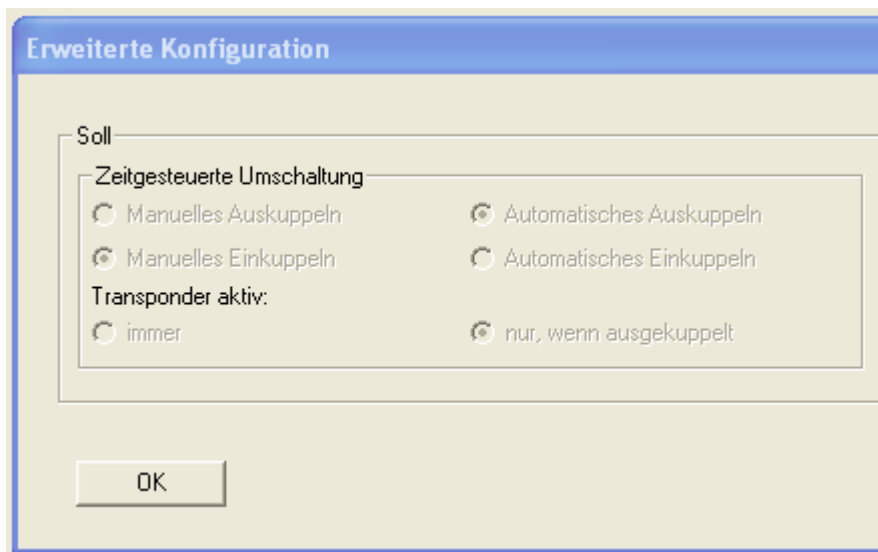 Erweiterte Konfiguration
Soll
Zeitgesteuerte Umschaltung
Manuelles Auskuppeln Automatisches Auskuppeln
Manuelles Einkuppeln Automatisches Einkuppeln
Transponder aktiv:
immer nur, wenn ausgekuppelt
OK